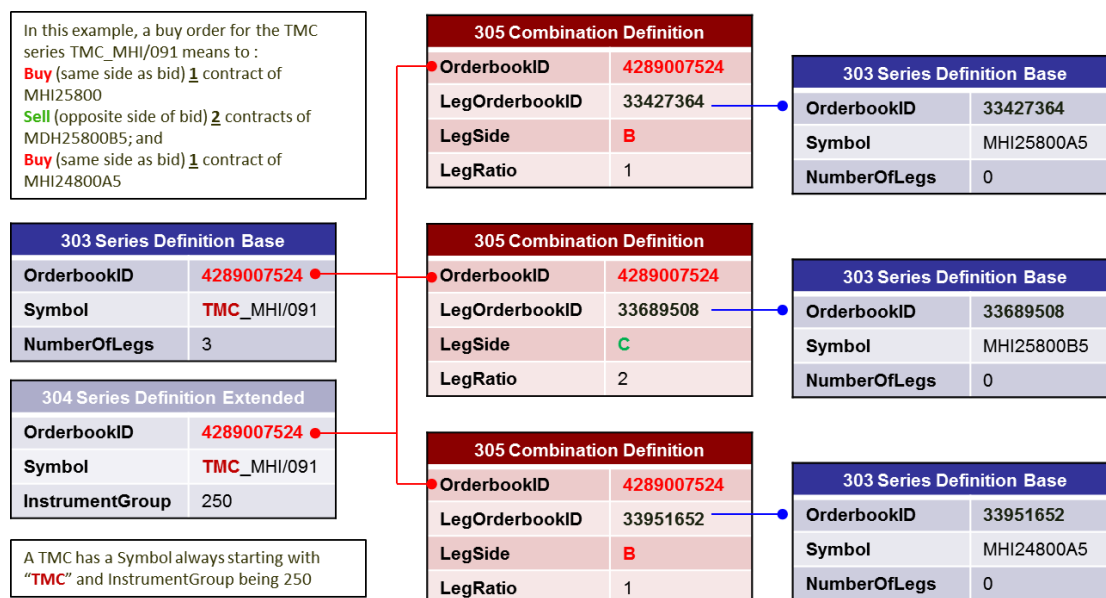 In this example, a buy order for the TMC
series TMC_MHI/091 means to :
Buy (same side as bid) 1 contract of
MHI25800
Sell (opposite side of bid) 2 contracts of
MDH25800B5; and
Buy (same side as bid) 1 contract of
MHI24800A5
303 Series Definition Base
OrderbookID 4289007524
Symbol TMC_MHI/091
NumberOfLegs 3
304 Series Definition Extended
OrderbookID 4289007524
Symbol TMC_MHI/091
InstrumentGroup 250
A TMC has a Symbol always starting with
“TMC” and InstrumentGroup being 250
305 Combination Definition
OrderbookID 4289007524
LegOrderbookID 33427364
LegSide B
LegRatio 1
305 Combination Definition
OrderbookID 4289007524
LegOrderbookID 33689508
LegSide C
LegRatio 2
305 Combination Definition
OrderbookID 4289007524
LegOrderbookID 33951652
LegSide B
LegRatio 1
303 Series Definition Base
OrderbookID 33427364
Symbol MHI25800A5
NumberOfLegs 0
303 Series Definition Base
OrderbookID 33689508
Symbol MHI25800B5
NumberOfLegs 0
303 Series Definition Base
OrderbookID 33951652
Symbol MHI24800A5
NumberOfLegs 0